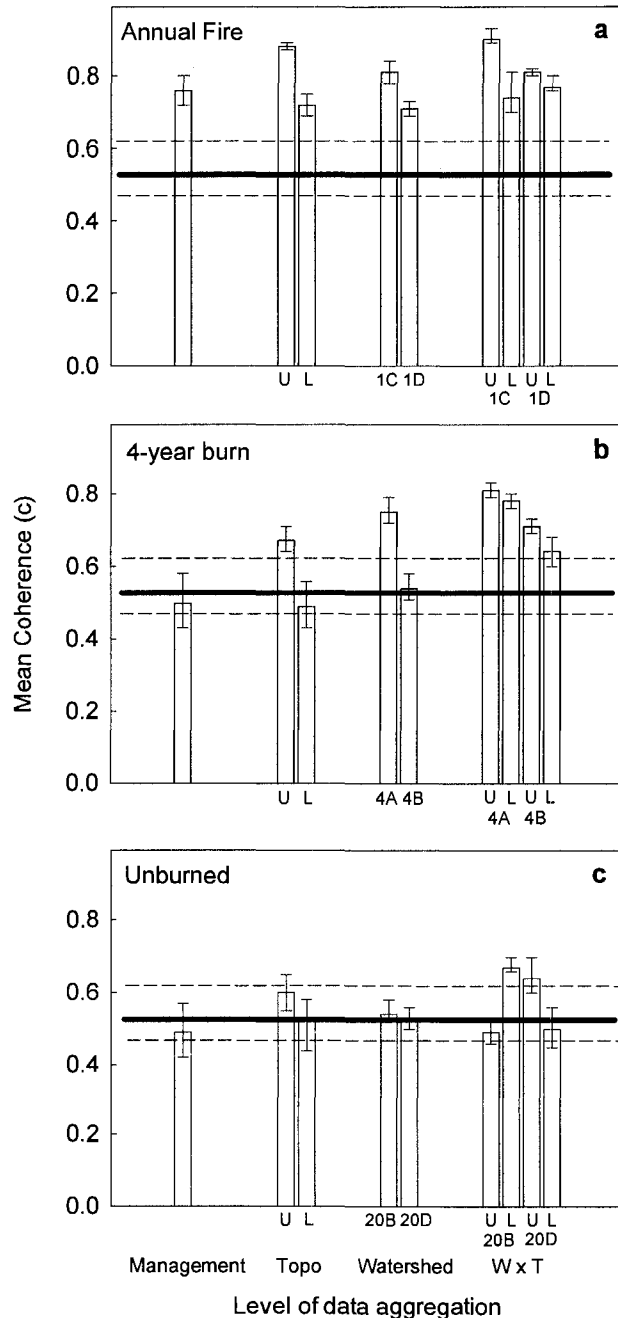 Annual Fire a
0.8
0.6
0.4
0.2
0.0
U L 1C 1D U L U L
1C 1D
4-year burn b
0.8
0.6
0.4
0.2
0.0
U L 4A 4B U L U L
4A 4B
Mean Coherence (c)
Unburned c
0.8
0.6
0.4
0.2
0.0
U L 20B 20D U L U L
20B 20D
Management Topo Watershed W x T
Level of data aggregation